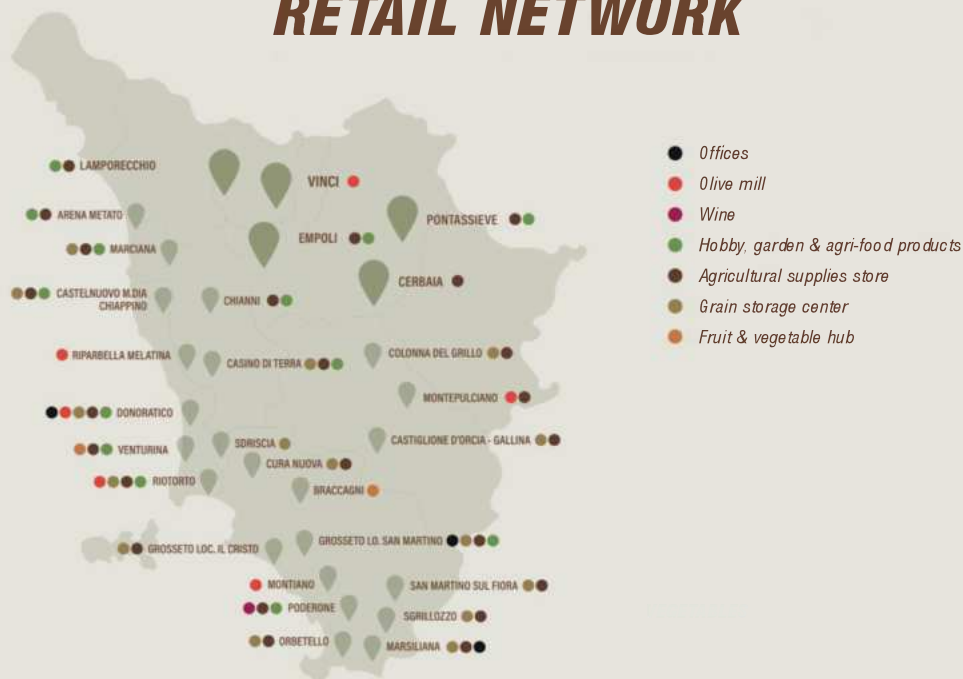 RETAIL NETWORK
LAMPORECCHIO
VINCI
ARENA METATO
PONTASSIEVE
EMPOLI
MARCIANA
CERBAIA
CASTELNUOVO M.DIA
CHIAPPINO
CHIANNI
RIPARBELLA MELATINA
CASINO DI TERRA
COLONNA DEL GRILLO
MONTEPULCIANO
DONORATICO
VENTURINA
SDRISCIA
CASTIGLIONE D'ORCIA - GALLINA
CURA NUOVA
RIOTORTO
BRACCAGNI
GROSSETO LOC. IL CRISTO
GROSSETO LO. SAN MARTINO
MONTIANO
SAN MARTINO SUL FIORA
PODERONE
SGRILLOZZO
ORBETELLO
MARSILIANA
Offices
Olive mill
Wine
Hobby, garden & agri-food products
Agricultural supplies store
Grain storage center
Fruit & vegetable hub